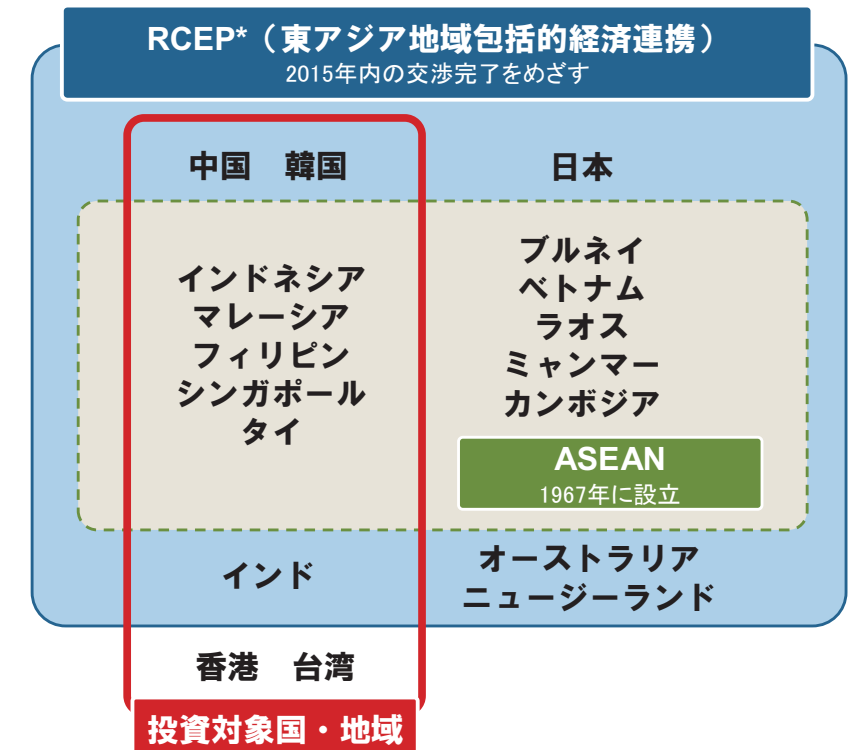 RCEP*（東アジア地域包括的経済連携）
2015年内の交渉完了をめざす
中国　韓国
日本
インドネシア
マレーシア
フィリピン
シンガポール
タイ
ブルネイ
ベトナム
ラオス
ミャンマー
カンボジア
ASEAN
1967年に設立
インド
オーストラリア
ニュージーランド
香港　台湾
投資対象国・地域